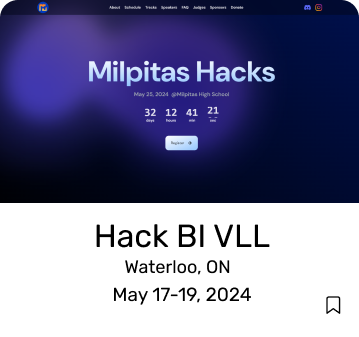 About Schedule Tracks Speakers FAQ Judges Sponsors Donate
Milpitas Hacks
May 25, 2024 @Milpitas High School
32 12 41 21
days hours min sec
Register
Hack BI VLL
Waterloo, ON
May 17-19, 2024